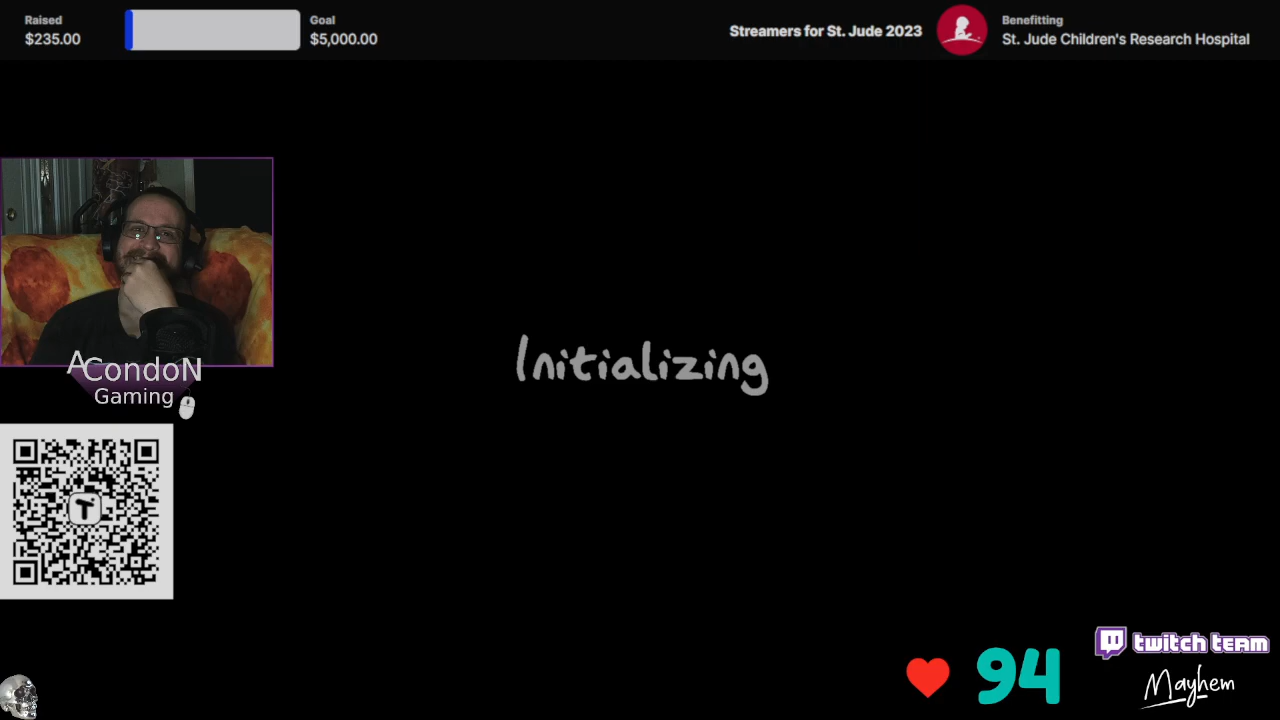 Raised
$235.00
Goal
$5,000.00
Streamers for St. Jude 2023
Benefitting
St. Jude Children's Research Hospital
ACondoN
Gaming
T
Initializing
94
twitch team
Mayhem